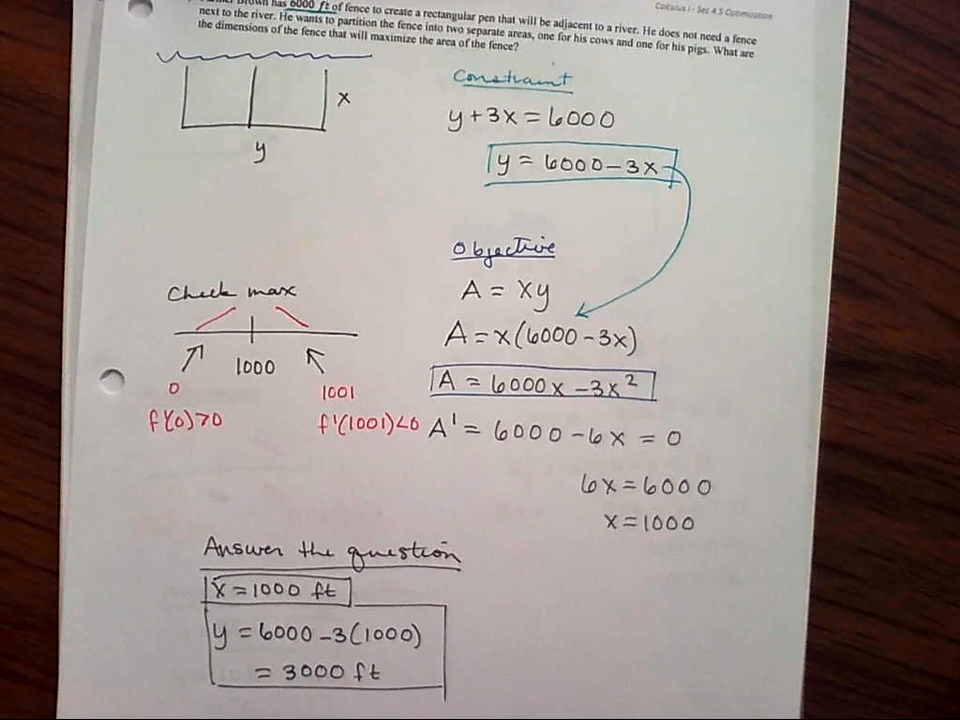 Calculus I - Sec 4.5 Optimization
Brown has 6000 ft of fence to create a rectangular pen that will be adjacent to a river. He does not need a fence
next to the river. He wants to partition the fence into two separate areas, one for his cows and one for his pigs. What are
the dimensions of the fence that will maximize the area of the fence?
x
y
Constraint
y + 3x = 6000
y = 6000 - 3x
Objective
A = xy
A = x(6000 - 3x)
A = 6000x - 3x²
A' = 6000 - 6x = 0
6x = 6000
x = 1000
Check max
1000
0
1001
f'(0)>0
f'(1001)<0
Answer the question
x = 1000 ft
y = 6000 - 3(1000)
= 3000 ft